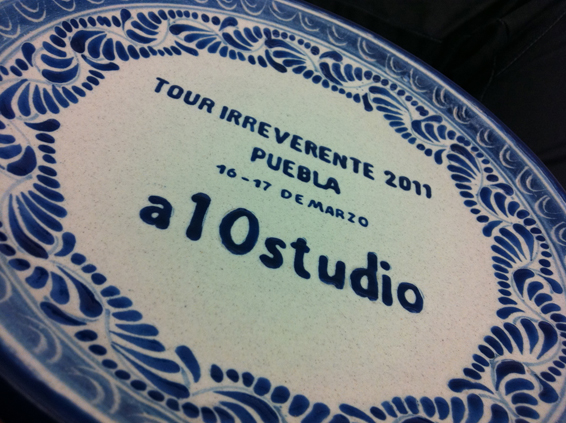 TOUR IRREVERENTE 2011
PUEBLA
16-17 DE MARZO
a10studio